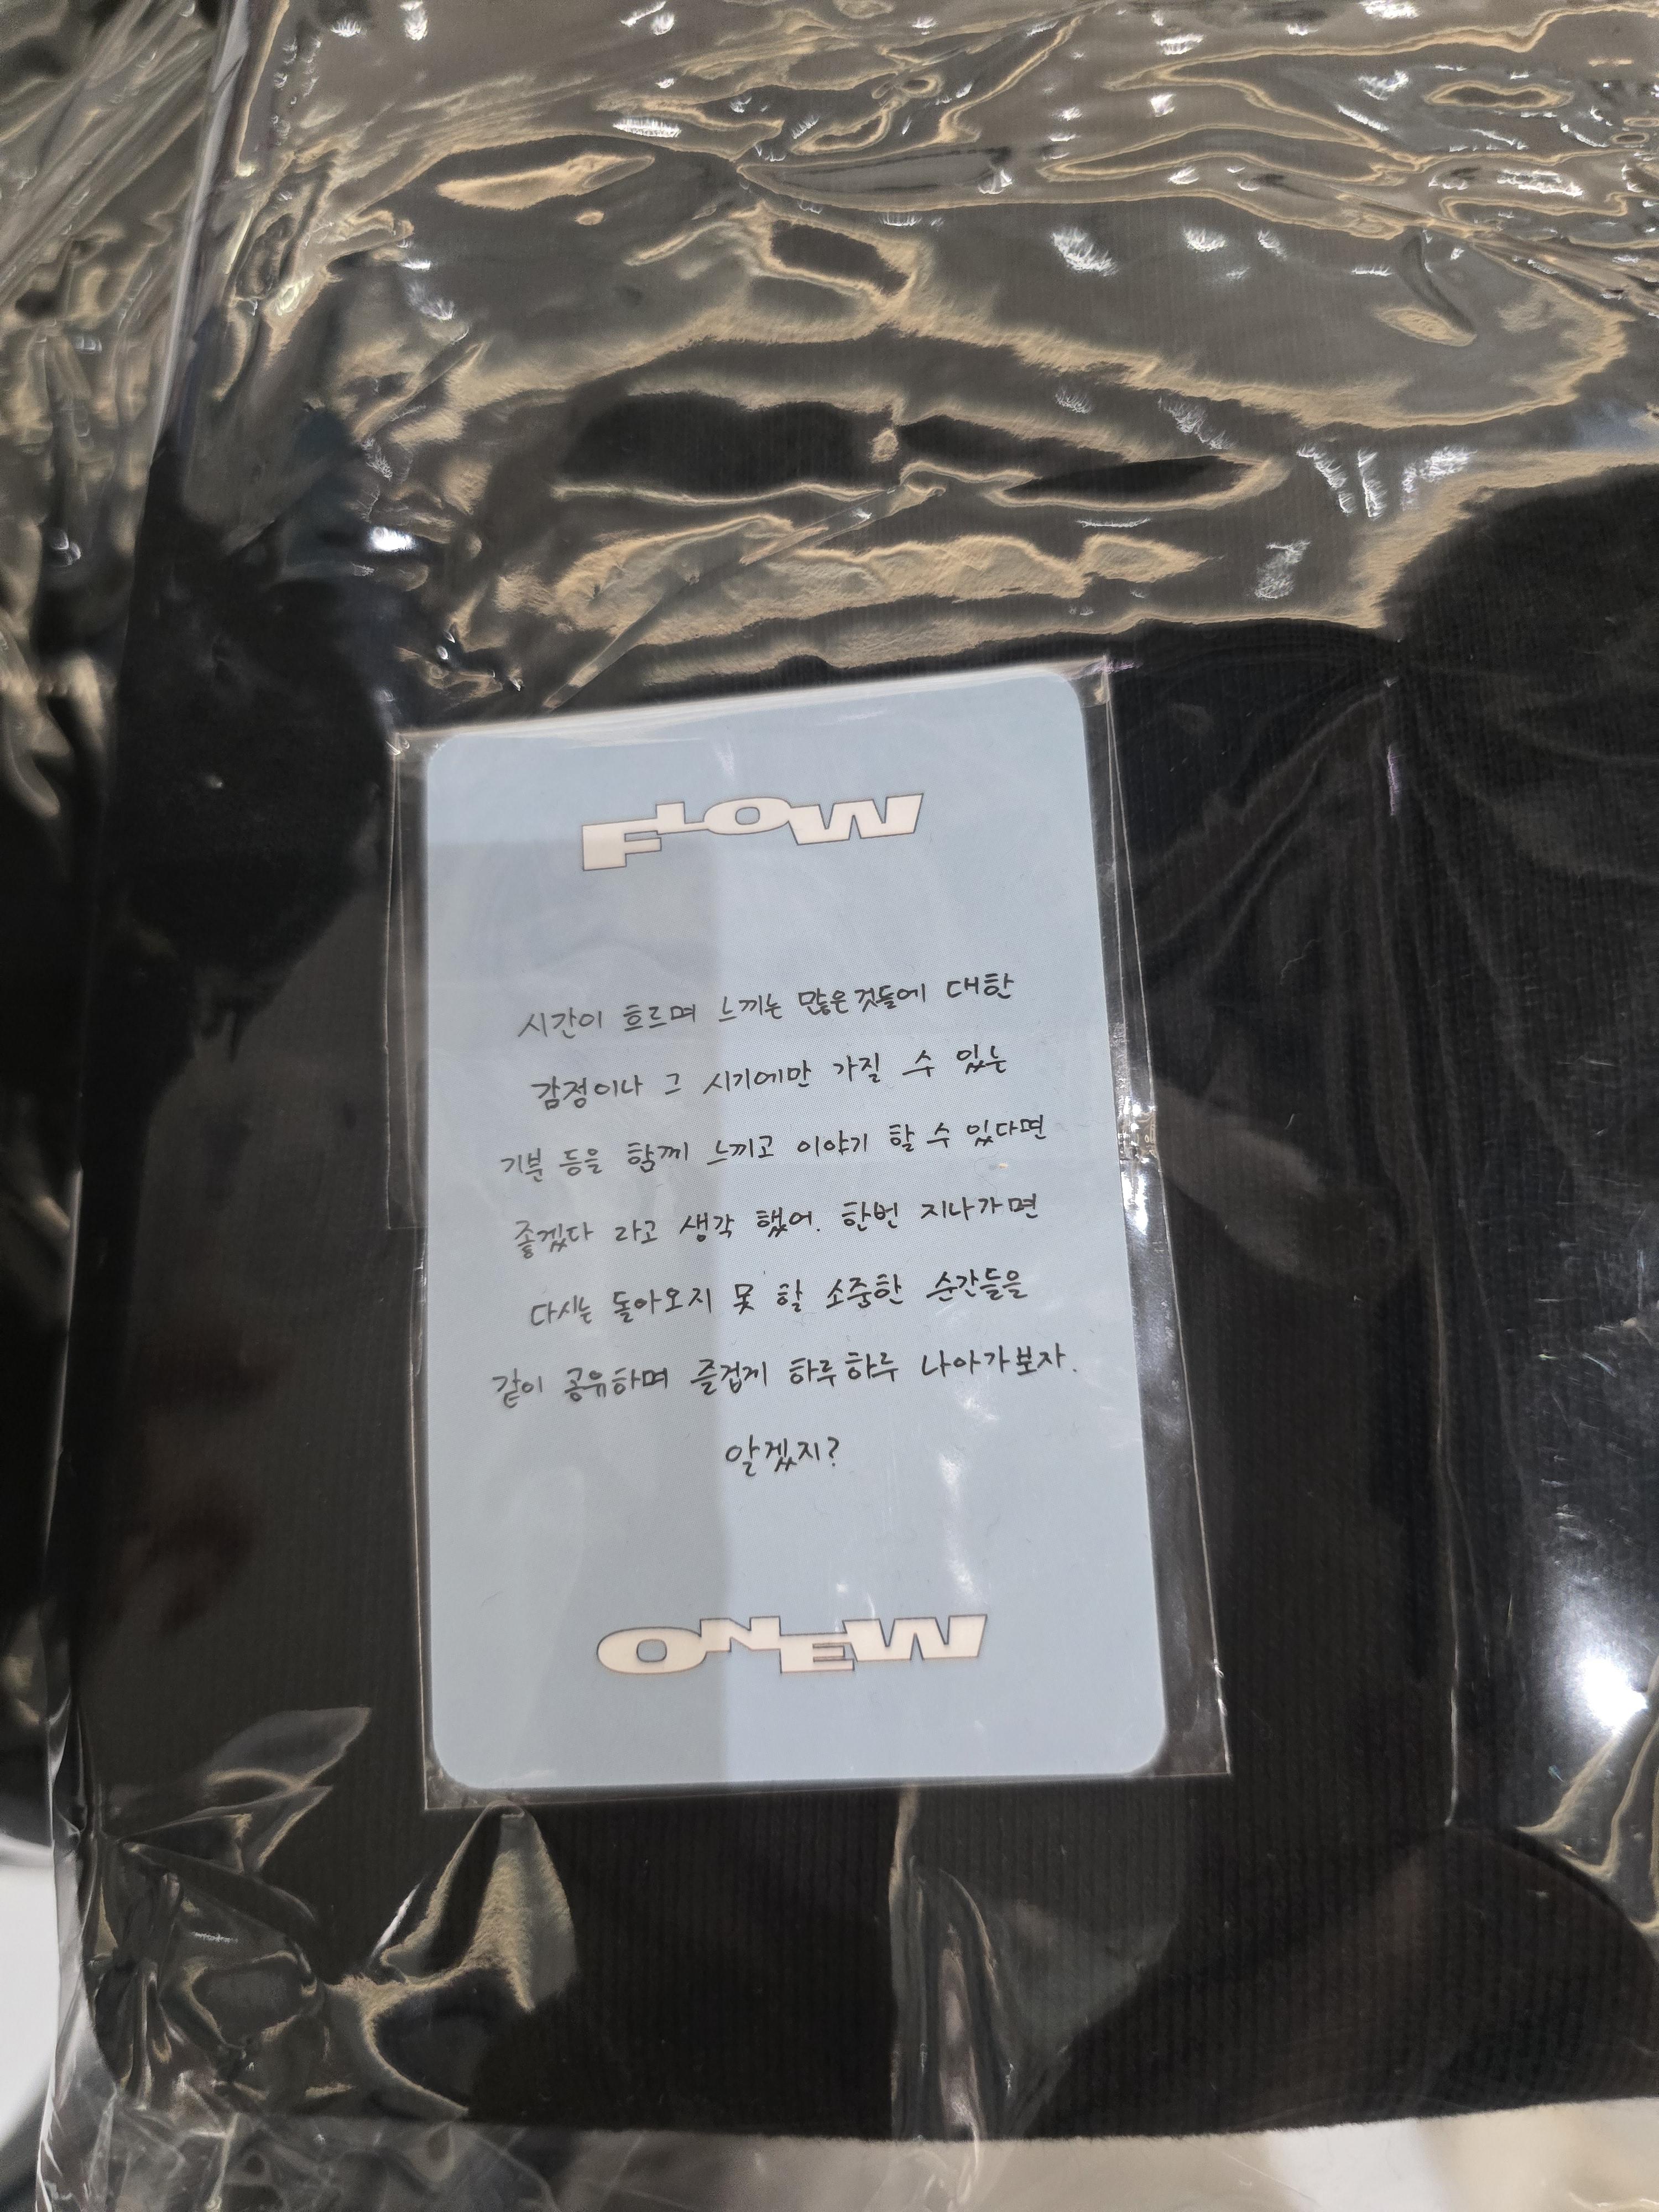 FLOW
시간이 흐르며 느끼는 많은것들에 대한
감정이나 그 시기에만 가질 수 있는
기분 등을 함께 느끼고 이야기 할 수 있다면
좋겠다 라고 생각 했어. 한번 지나가면
다시는 돌아오지 못 할 소중한 순간들을
같이 공유하며 즐겁게 하루하루 나아가보자.
알겠지?
ONEW